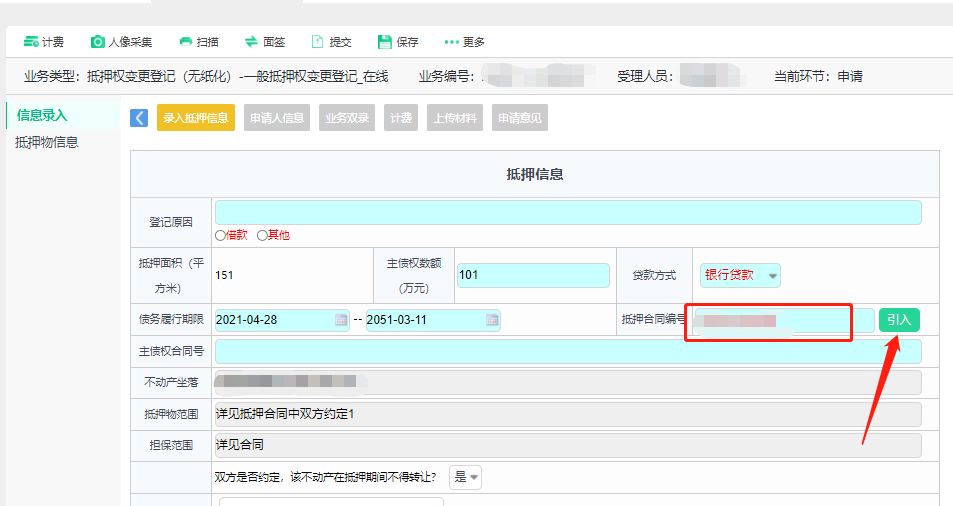 计费 人像采集 扫描 面签 提交 保存 更多
业务类型：抵押权变更登记（无纸化）-一般抵押权变更登记_在线 业务编号： 受理人员： 当前环节：申请
信息录入
抵押物信息
录入抵押信息 申请人信息 业务双录 计费 上传材料 申请意见
抵押信息
登记原因
借款 其他
抵押面积（平方米） 151 主债权数额（万元） 101 贷款方式 银行贷款
债务履行期限 2021-04-28 -- 2051-03-11 抵押合同编号 引入
主债权合同号
不动产坐落
抵押物范围 详见抵押合同中双方约定1
担保范围 详见合同
双方是否约定，该不动产在抵押期间不得转让？ 是